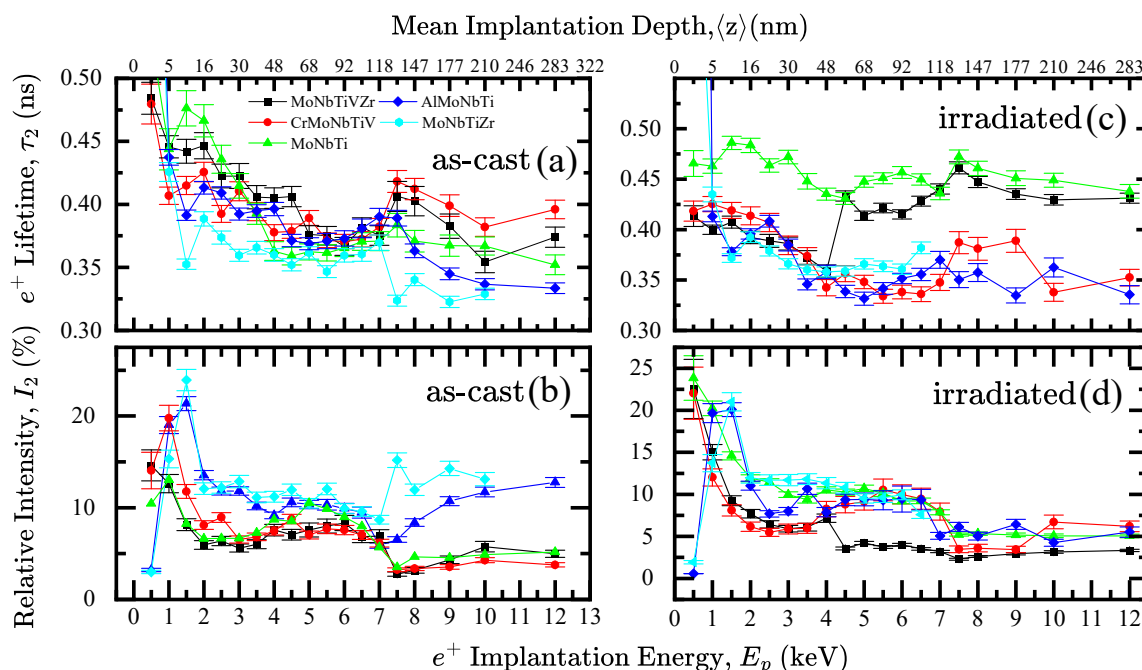 Mean Implantation Depth,⟨z⟩(nm)
0 5 16 30 48 68 92 118 147 177 210 246 283 322
0 5 16 30 48 68 92 118 147 177 210 246 283
e⁺ Lifetime, τ₂ (ns)
0.50
0.45
0.40
0.35
0.30
MoNbTiVZr
CrMoNbTiV
MoNbTi
AlMoNbTi
MoNbTiZr
as-cast (a)
0.50
0.45
0.40
0.35
0.30
irradiated (c)
Relative Intensity, I₂ (%)
20
10
0
as-cast (b)
25
20
15
10
5
0
irradiated (d)
0 1 2 3 4 5 6 7 8 9 10 11 12 13
0 1 2 3 4 5 6 7 8 9 10 11 12
e⁺ Implantation Energy, Eₚ (keV)